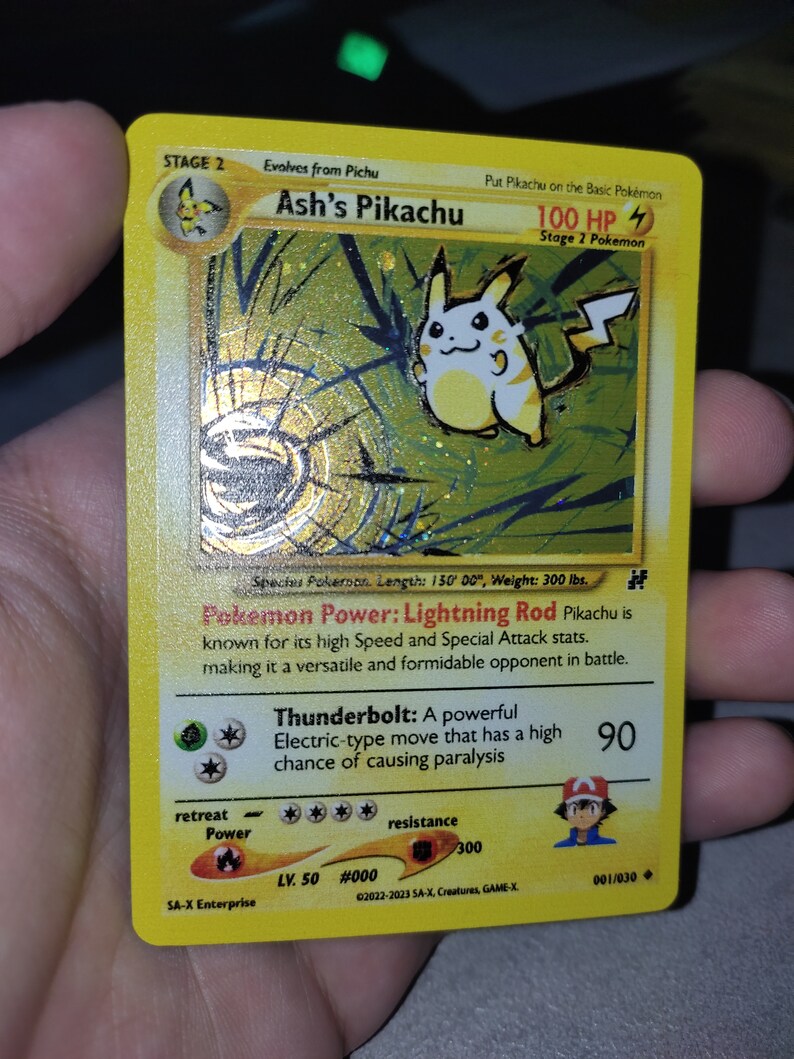 STAGE 2
Evolves from Pichu
Put Pikachu on the Basic Pokémon
Ash's Pikachu
100 HP
Stage 2 Pokemon
Species Pokemon. Length: 130' 00", Weight: 300 lbs.
Pokemon Power: Lightning Rod Pikachu is
known for its high Speed and Special Attack stats.
making it a versatile and formidable opponent in battle.
Thunderbolt: A powerful
Electric-type move that has a high
chance of causing paralysis
90
retreat
Power
resistance
300
LV. 50 #000
©2022-2023 SA-X, Creatures, GAME-X.
001/030
SA-X Enterprise